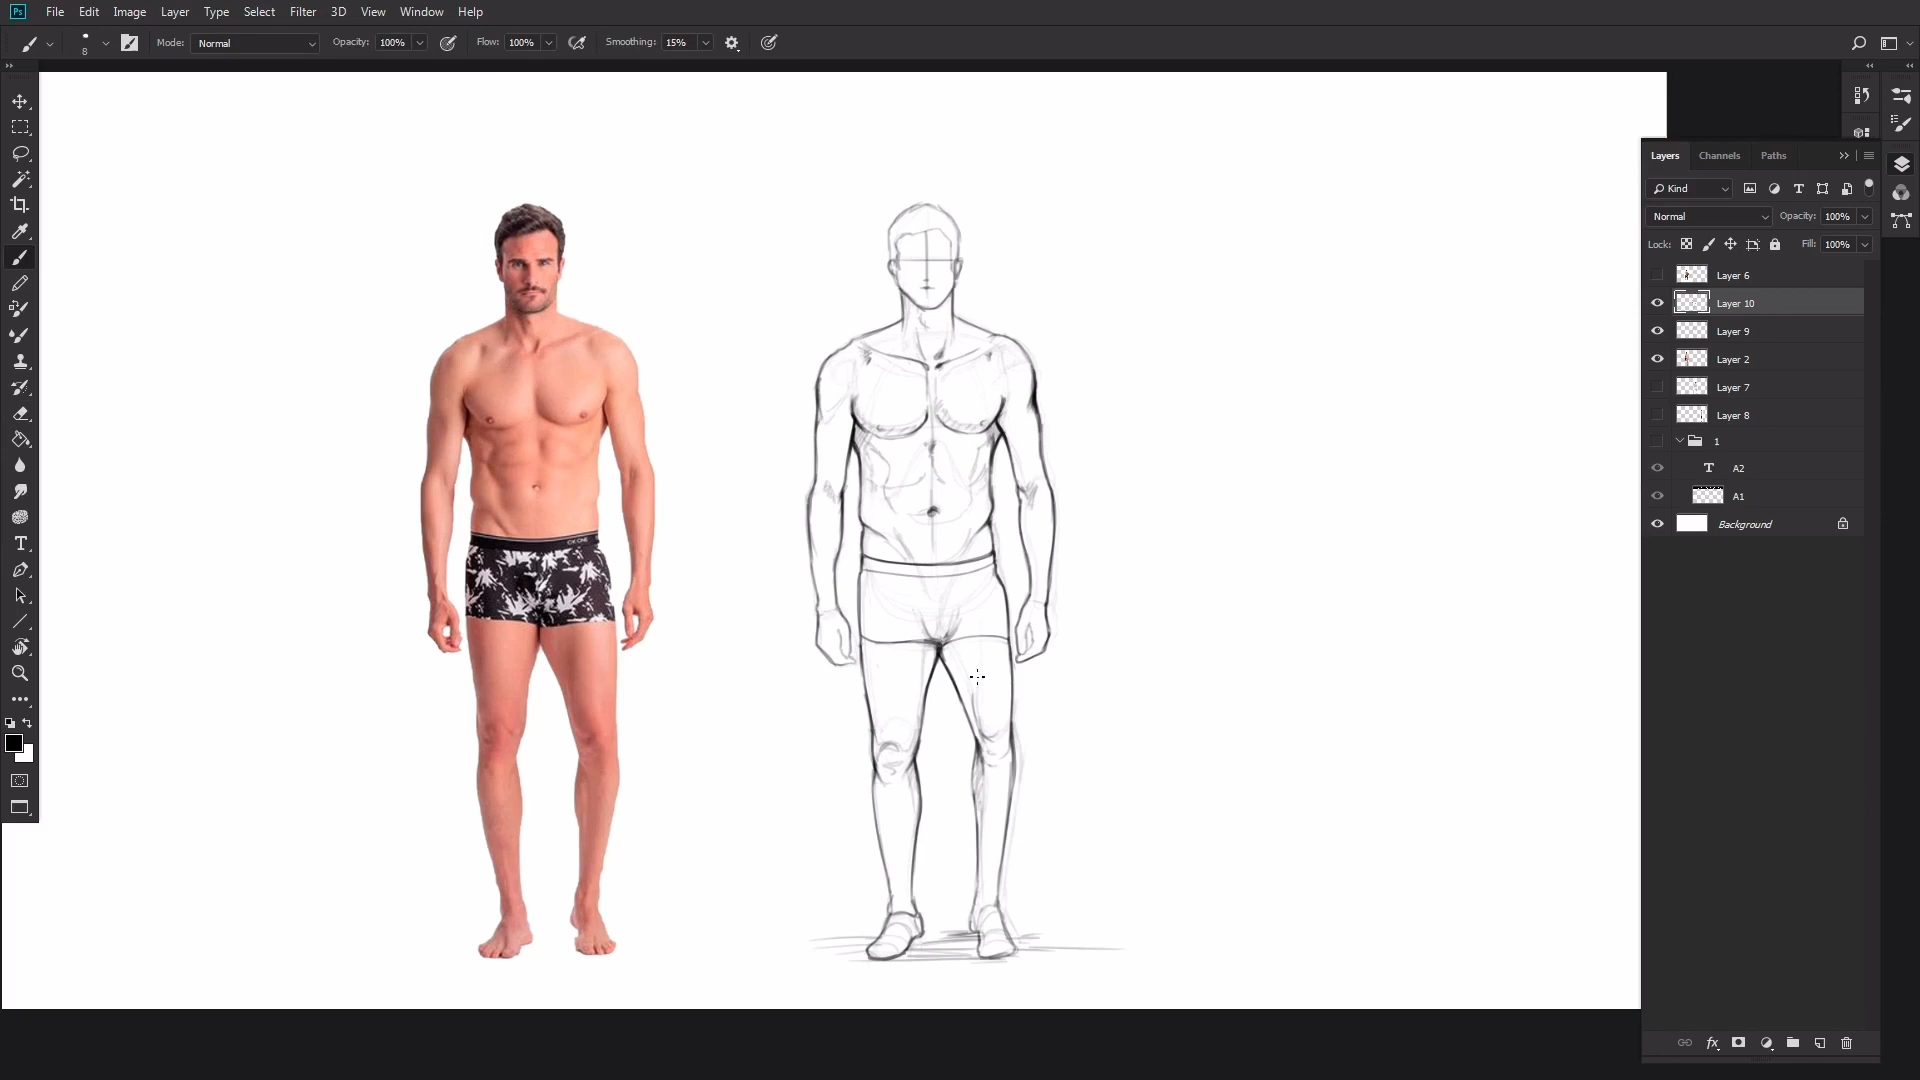 Ps File Edit Image Layer Type Select Filter 3D View Window Help
8 Mode: Normal Opacity: 100% Flow: 100% Smoothing: 15%
Layers Channels Paths
Kind
Normal Opacity: 100%
Lock: Fill: 100%
Layer 6
Layer 10
Layer 9
Layer 2
Layer 7
Layer 8
1
T A2
A1
Background
fx